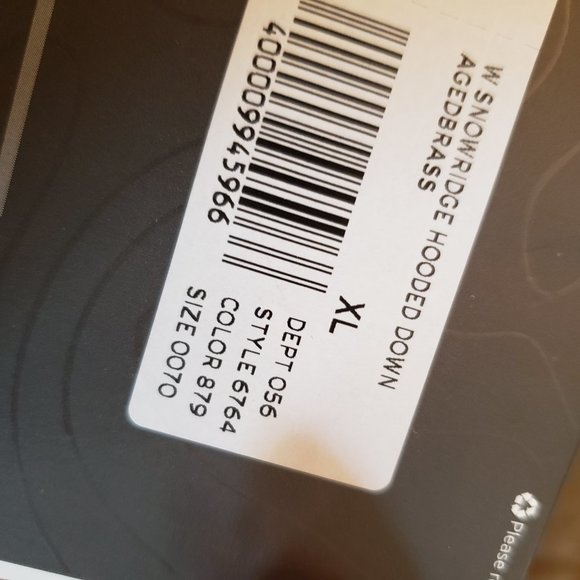 W SNOWRIDGE HOODED DOWN
AGEDBRASS
400009945966
XL
DEPT 056
STYLE 6764
COLOR 879
SIZE 0070
Please